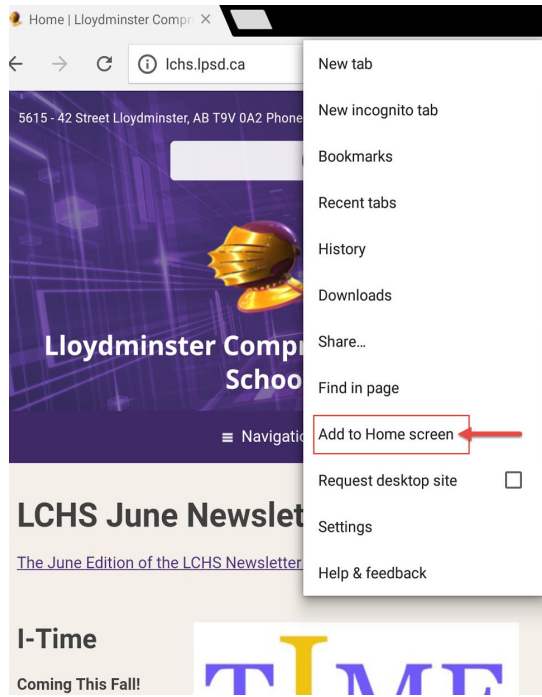 Home | Lloydminster Compr
lchs.lpsd.ca
5615 - 42 Street Lloydminster, AB T9V 0A2 Phone
Lloydminster Compr
Schoo
≡ Navigatio
LCHS June Newslet
The June Edition of the LCHS Newsletter
I-Time
Coming This Fall!
TIME
New tab
New incognito tab
Bookmarks
Recent tabs
History
Downloads
Share...
Find in page
Add to Home screen
Request desktop site
Settings
Help & feedback